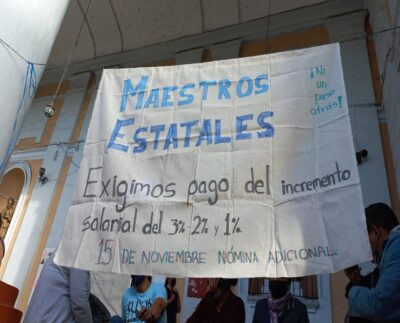 MAESTROS
ESTATALES
¡Ni
un
paso
atrás!
Exigimos pago del incremento
salarial del 3% 2% y 1%.
15 DE NOVIEMBRE NÓMINA ADICIONAL